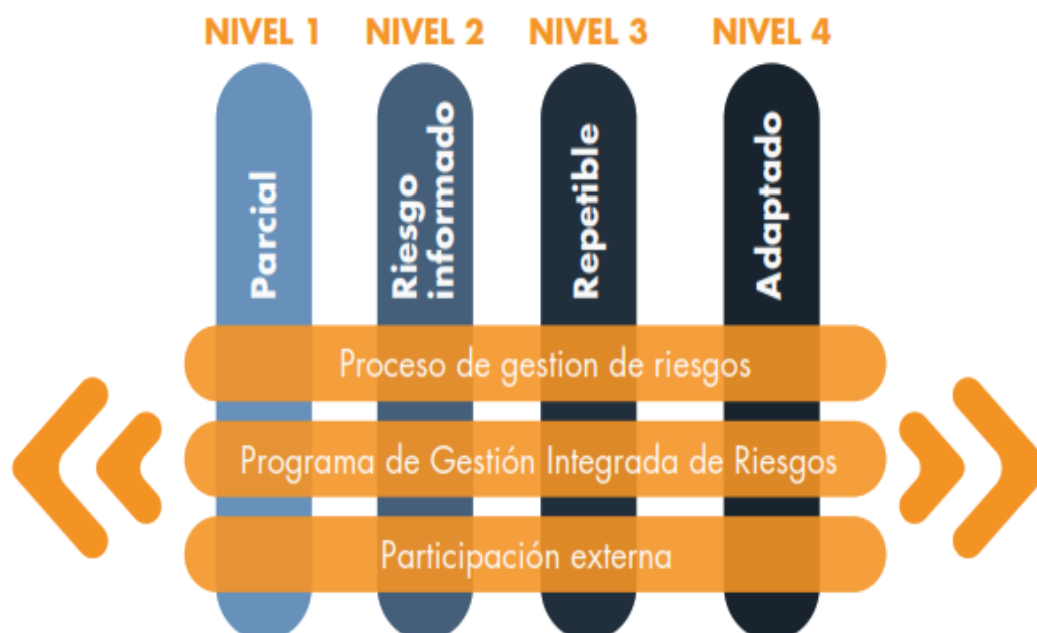 NIVEL 1
NIVEL 2
NIVEL 3
NIVEL 4
Parcial
Riesgo
informado
Repetible
Adaptado
Proceso de gestion de riesgos
Programa de Gestión Integrada de Riesgos
Participación externa